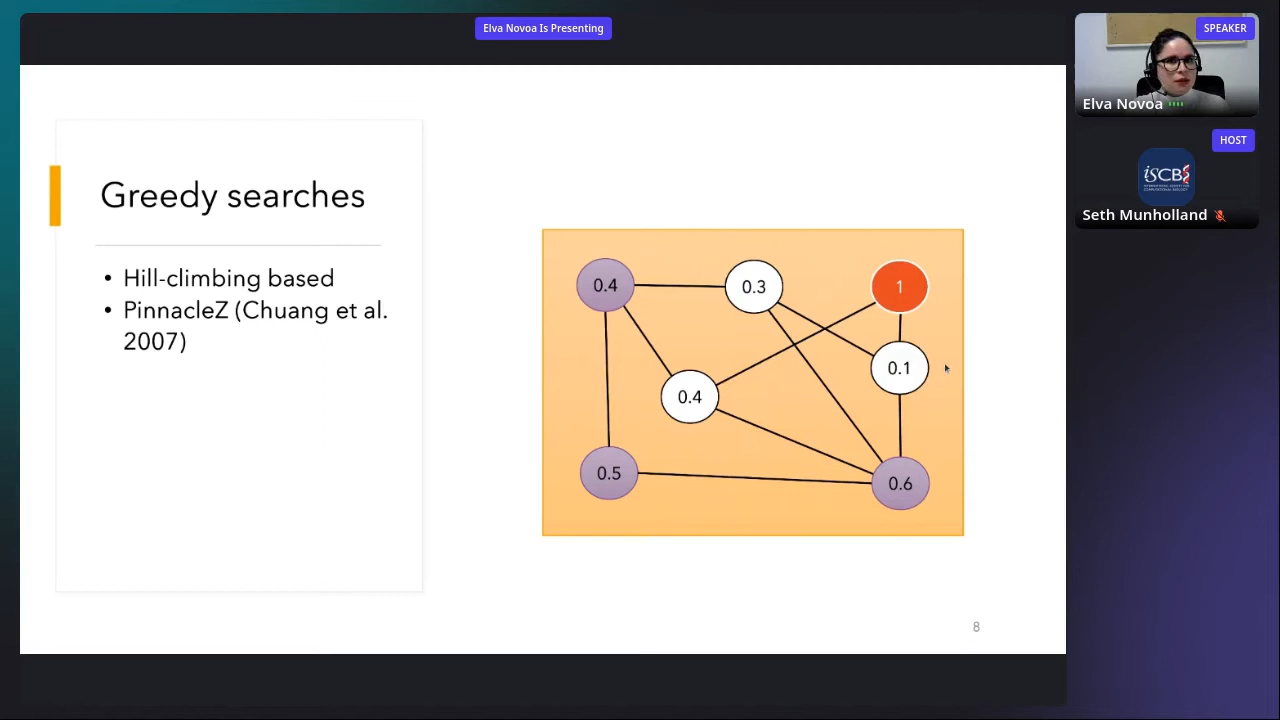 Elva Novoa Is Presenting
SPEAKER
Elva Novoa
HOST
iSCB
Seth Munholland
Greedy searches
• Hill-climbing based
• PinnacleZ (Chuang et al.
2007)
0.4
0.3
1
0.1
0.4
0.5
0.6
8